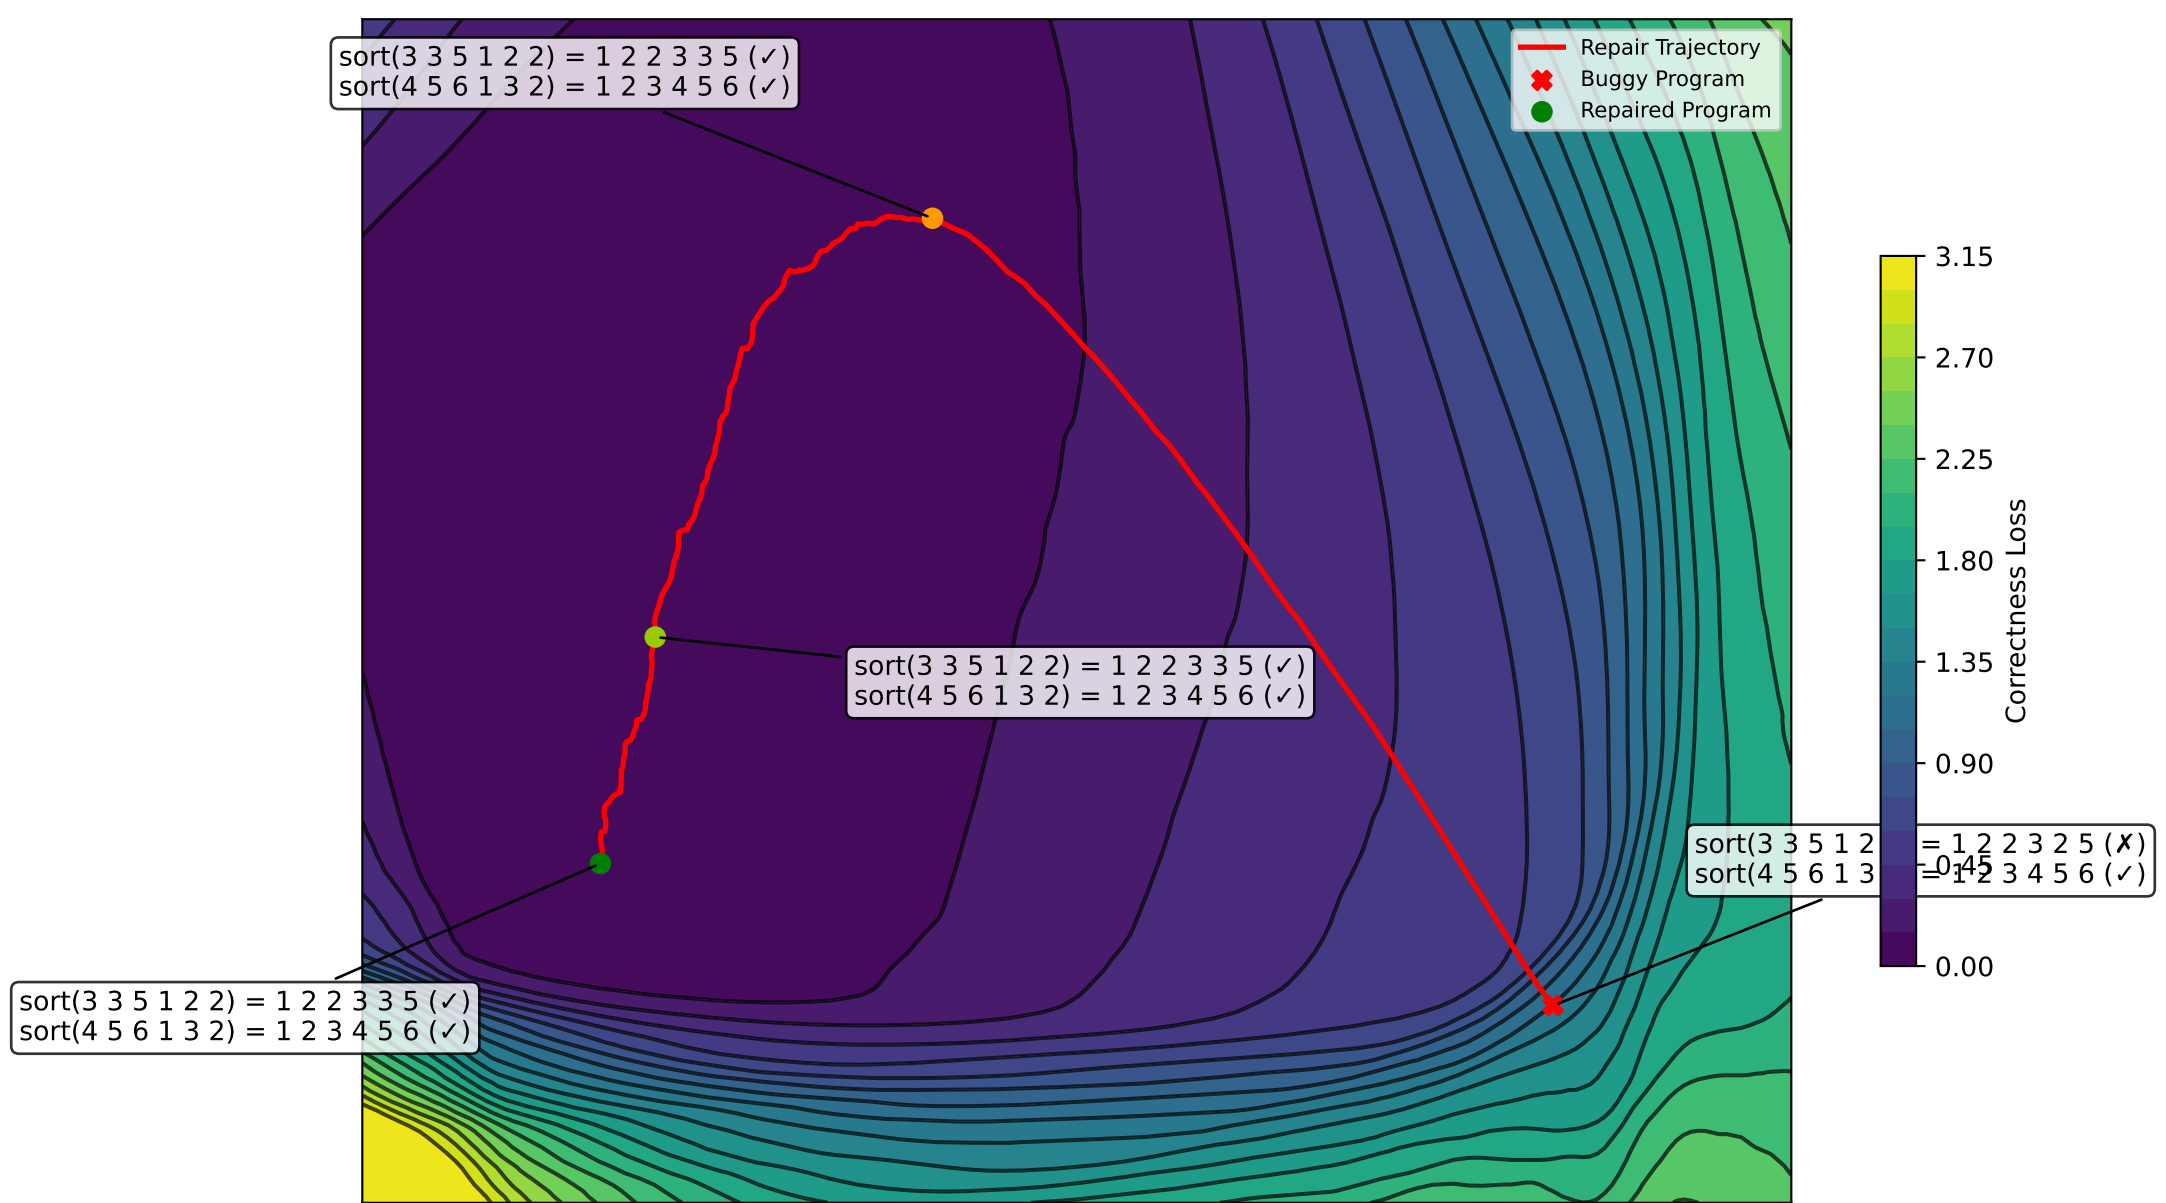 sort(3 3 5 1 2 2) = 1 2 2 3 3 5 (✓)
sort(4 5 6 1 3 2) = 1 2 3 4 5 6 (✓)
Repair Trajectory
Buggy Program
Repaired Program
3.15
2.70
2.25
1.80
1.35
0.90
0.45
0.00
Correctness Loss
sort(3 3 5 1 2 2) = 1 2 2 3 3 5 (✓)
sort(4 5 6 1 3 2) = 1 2 3 4 5 6 (✓)
sort(3 3 5 1 2 = 1 2 2 3 2 5 (✗)
sort(4 5 6 1 3 = 1 2 3 4 5 6 (✓)
sort(3 3 5 1 2 2) = 1 2 2 3 3 5 (✓)
sort(4 5 6 1 3 2) = 1 2 3 4 5 6 (✓)